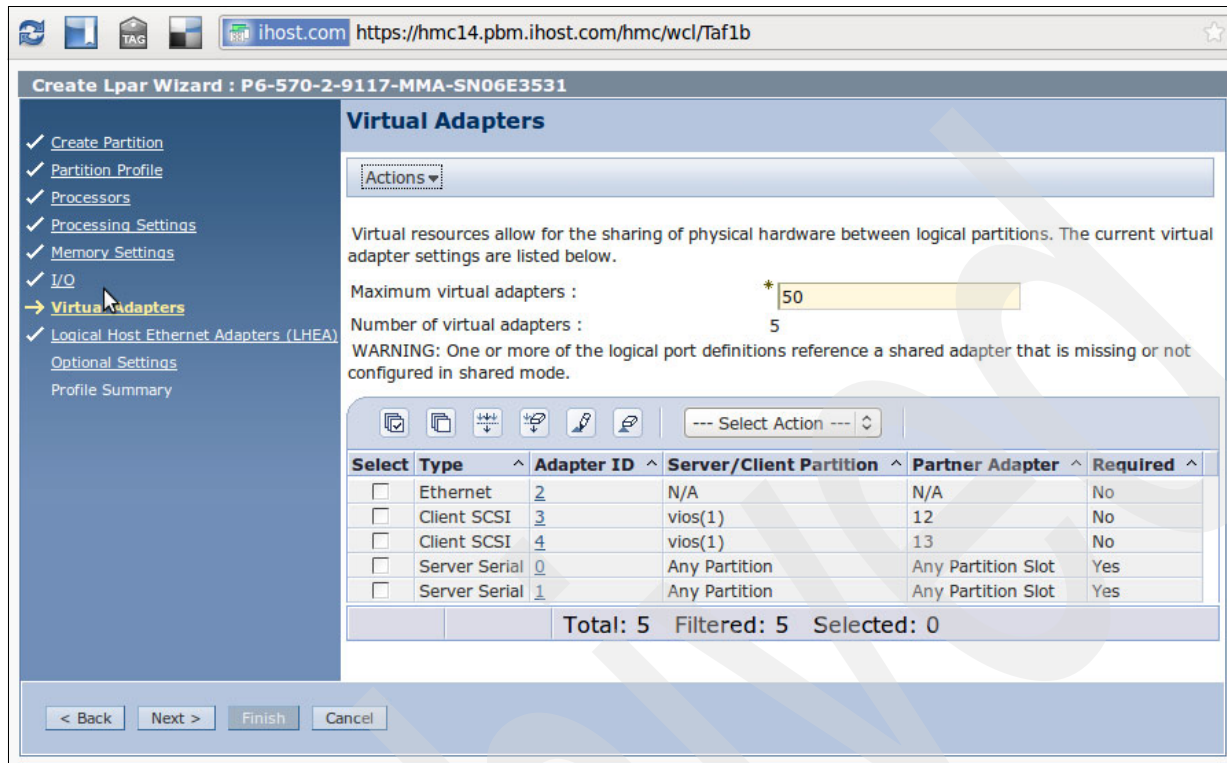 TAG
ihost.com https://hmc14.pbm.ihost.com/hmc/wcl/Taf1b
Create Lpar Wizard : P6-570-2-9117-MMA-SN06E3531
Create Partition
Partition Profile
Processors
Processing Settings
Memory Settings
I/O
Virtual Adapters
Logical Host Ethernet Adapters (LHEA)
Optional Settings
Profile Summary
Virtual Adapters
Actions
Virtual resources allow for the sharing of physical hardware between logical partitions. The current virtual
adapter settings are listed below.
Maximum virtual adapters : * 50
Number of virtual adapters : 5
WARNING: One or more of the logical port definitions reference a shared adapter that is missing or not
configured in shared mode.
--- Select Action ---
Select Type ^ Adapter ID ^ Server/Client Partition ^ Partner Adapter ^ Required ^
Ethernet 2 N/A N/A No
Client SCSI 3 vios(1) 12 No
Client SCSI 4 vios(1) 13 No
Server Serial 0 Any Partition Any Partition Slot Yes
Server Serial 1 Any Partition Any Partition Slot Yes
Total: 5 Filtered: 5 Selected: 0
< Back Next > Finish Cancel